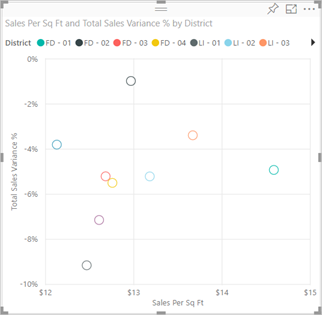 Sales Per Sq Ft and Total Sales Variance % by District
District FD - 01 FD - 02 FD - 03 FD - 04 LI - 01 LI - 02 LI - 03
0%
-2%
-4%
-6%
-8%
-10%
Total Sales Variance %
$12 $13 $14 $15
Sales Per Sq Ft